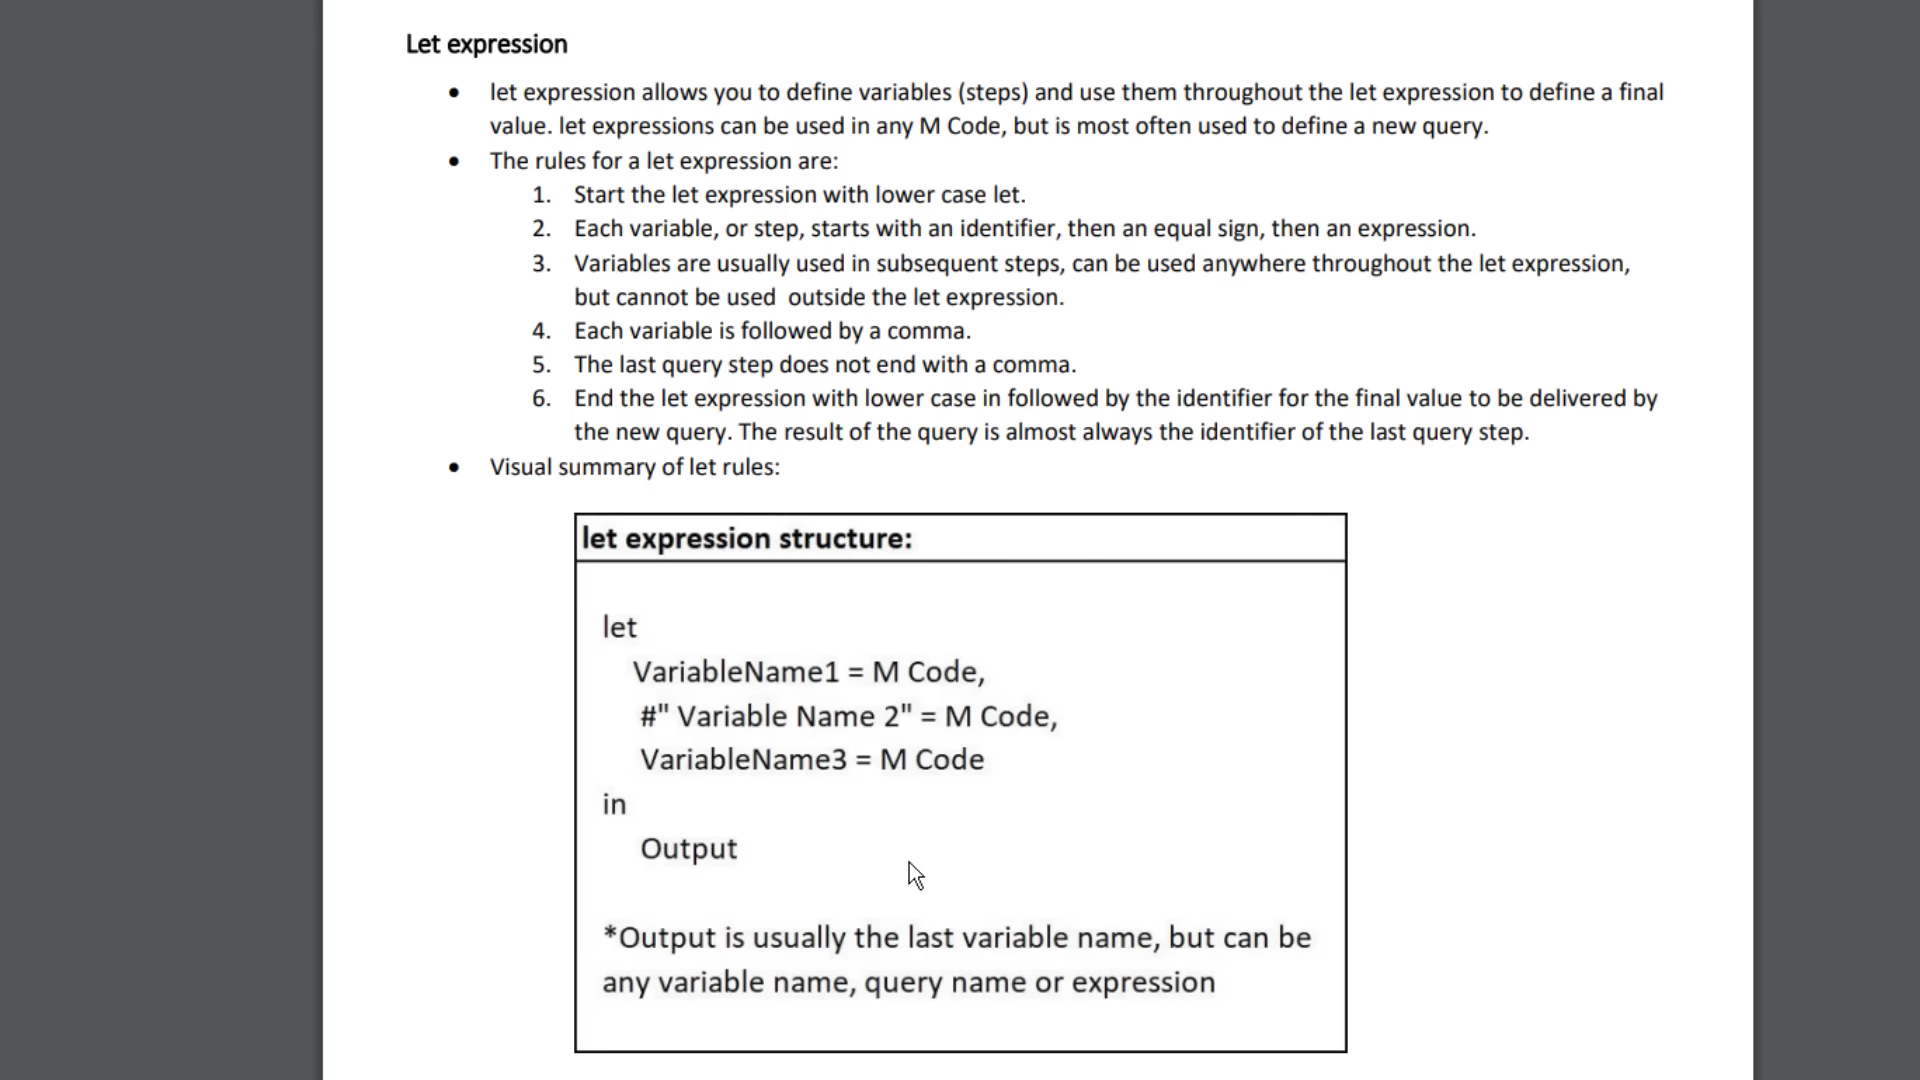 Let expression
• let expression allows you to define variables (steps) and use them throughout the let expression to define a final
value. let expressions can be used in any M Code, but is most often used to define a new query.
• The rules for a let expression are:
1. Start the let expression with lower case let.
2. Each variable, or step, starts with an identifier, then an equal sign, then an expression.
3. Variables are usually used in subsequent steps, can be used anywhere throughout the let expression,
but cannot be used  outside the let expression.
4. Each variable is followed by a comma.
5. The last query step does not end with a comma.
6. End the let expression with lower case in followed by the identifier for the final value to be delivered by
the new query. The result of the query is almost always the identifier of the last query step.
• Visual summary of let rules:
let expression structure:
let
VariableName1 = M Code,
#" Variable Name 2" = M Code,
VariableName3 = M Code
in
Output
*Output is usually the last variable name, but can be
any variable name, query name or expression